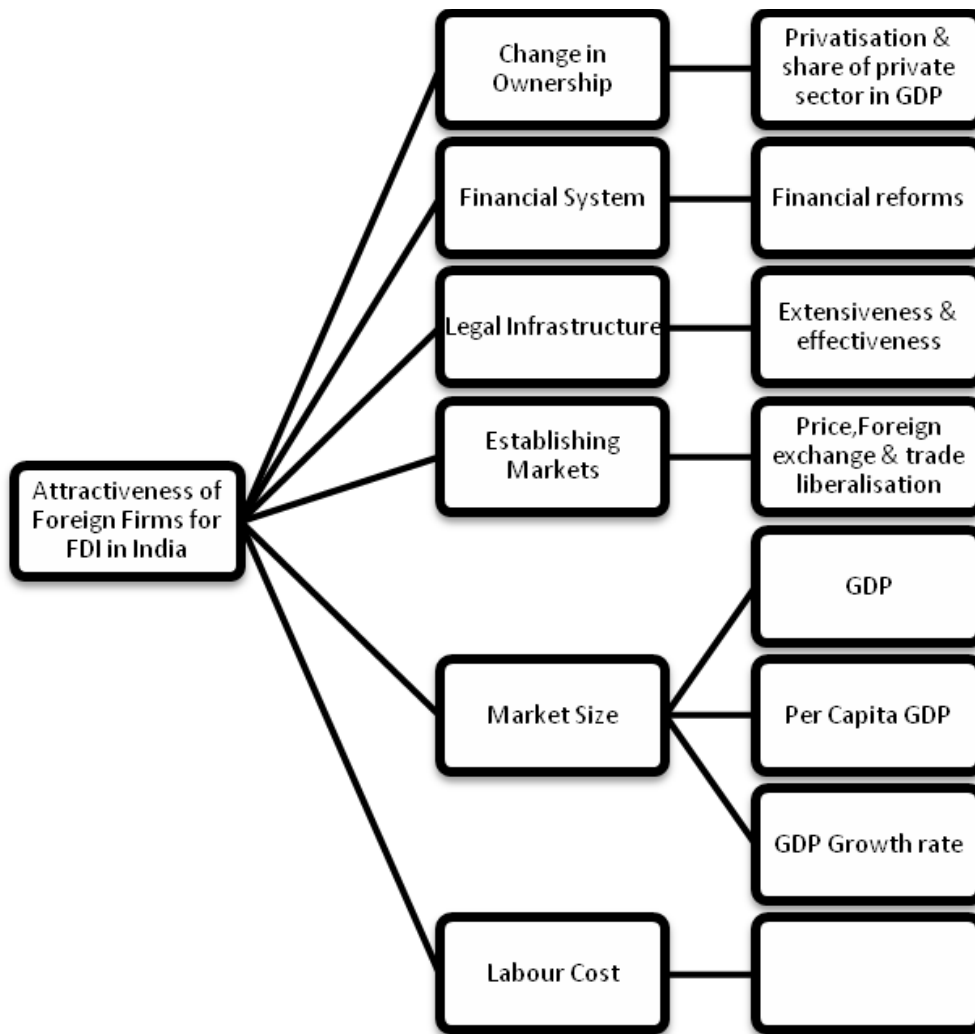 Attractiveness of
Foreign Firms for
FDI in India
Change in
Ownership
Privatisation &
share of private
sector in GDP
Financial System
Financial reforms
Legal Infrastructure
Extensiveness &
effectiveness
Establishing
Markets
Price,Foreign
exchange & trade
liberalisation
Market Size
GDP
Per Capita GDP
GDP Growth rate
Labour Cost